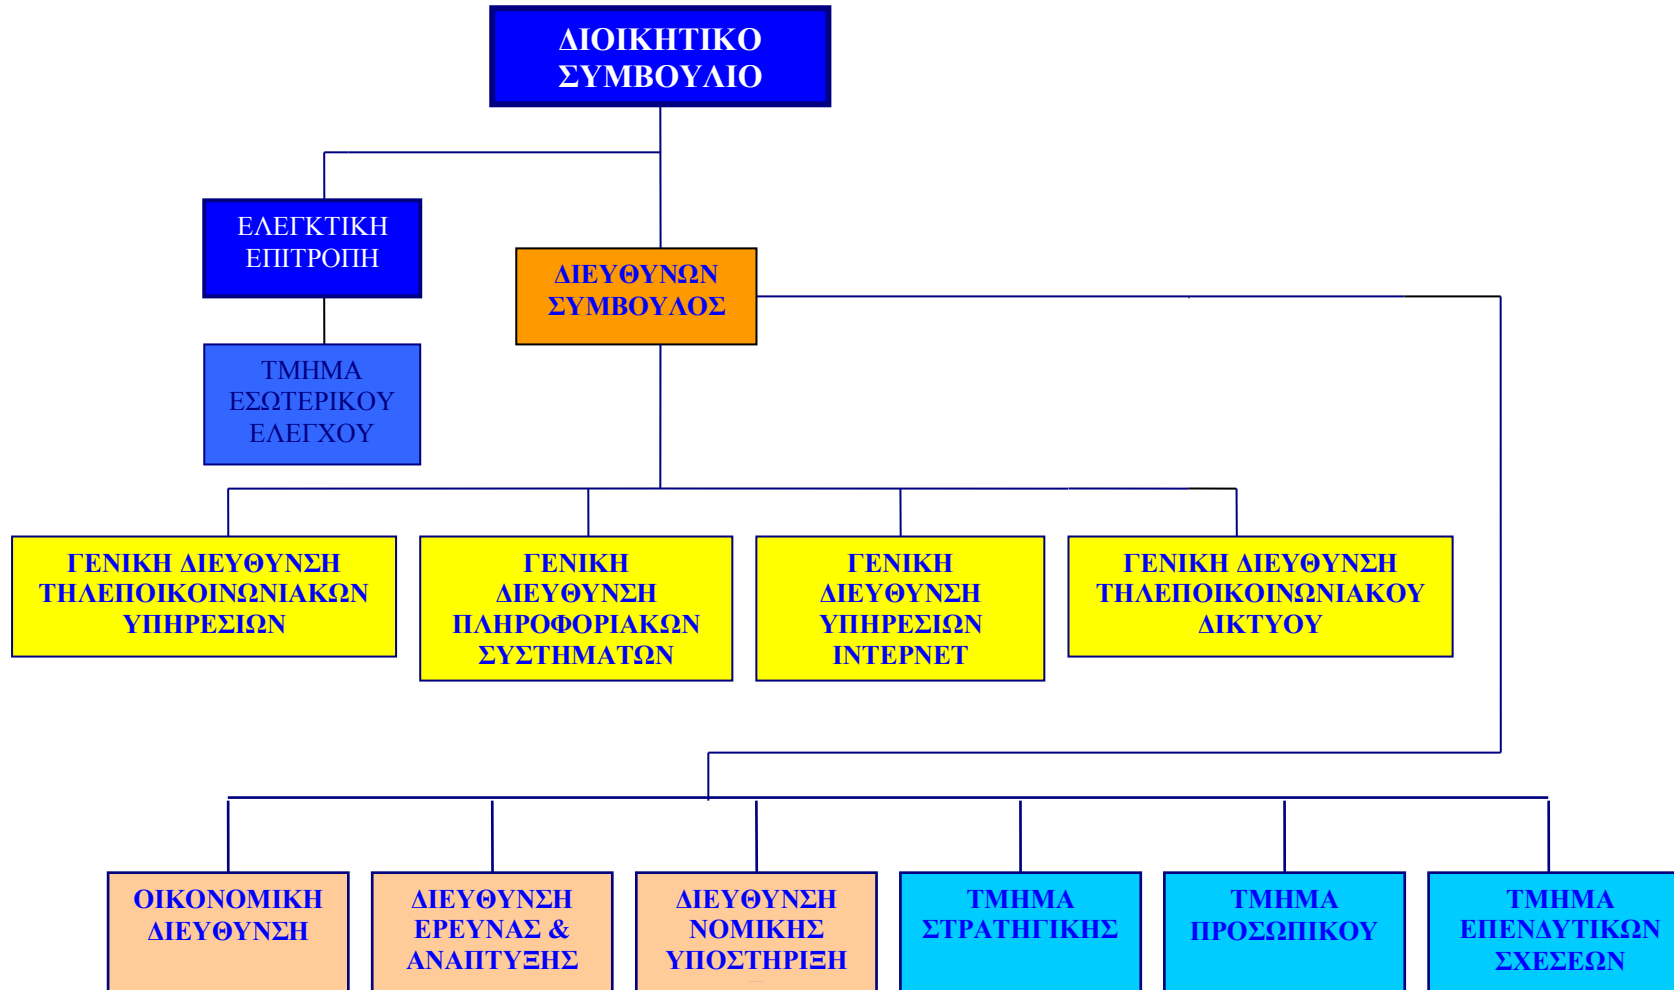 ΔΙΟΙΚΗΤΙΚΟ
ΣΥΜΒΟΥΛΙΟ
ΕΛΕΓΚΤΙΚΗ
ΕΠΙΤΡΟΠΗ
ΔΙΕΥΘΥΝΩΝ
ΣΥΜΒΟΥΛΟΣ
ΤΜΗΜΑ
ΕΣΩΤΕΡΙΚΟΥ
ΕΛΕΓΧΟΥ
ΓΕΝΙΚΗ ΔΙΕΥΘΥΝΣΗ
ΤΗΛΕΠΟΙΚΟΙΝΩΝΙΑΚΩΝ
ΥΠΗΡΕΣΙΩΝ
ΓΕΝΙΚΗ
ΔΙΕΥΘΥΝΣΗ
ΠΛΗΡΟΦΟΡΙΑΚΩΝ
ΣΥΣΤΗΜΑΤΩΝ
ΓΕΝΙΚΗ
ΔΙΕΥΘΥΝΣΗ
ΥΠΗΡΕΣΙΩΝ
ΙΝΤΕΡΝΕΤ
ΓΕΝΙΚΗ ΔΙΕΥΘΥΝΣΗ
ΤΗΛΕΠΟΙΚΟΙΝΩΝΙΑΚΟΥ
ΔΙΚΤΥΟΥ
ΟΙΚΟΝΟΜΙΚΗ
ΔΙΕΥΘΥΝΣΗ
ΔΙΕΥΘΥΝΣΗ
ΕΡΕΥΝΑΣ &
ΑΝΑΠΤΥΞΗΣ
ΔΙΕΥΘΥΝΣΗ
ΝΟΜΙΚΗΣ
ΥΠΟΣΤΗΡΙΞΗ
ΤΜΗΜΑ
ΣΤΡΑΤΗΓΙΚΗΣ
ΤΜΗΜΑ
ΠΡΟΣΩΠΙΚΟΥ
ΤΜΗΜΑ
ΕΠΕΝΔΥΤΙΚΩΝ
ΣΧΕΣΕΩΝ